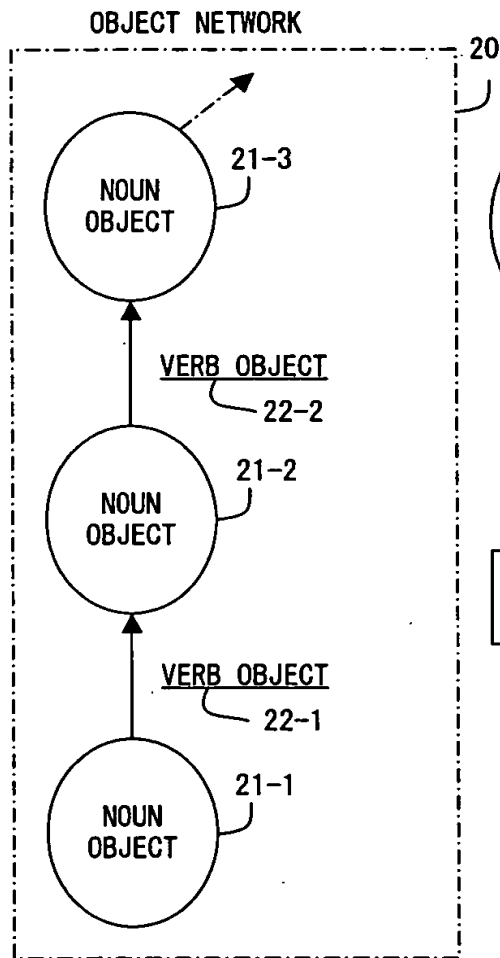 OBJECT NETWORK
20
21-3
NOUN
OBJECT
VERB OBJECT
22-2
21-2
NOUN
OBJECT
VERB OBJECT
22-1
21-1
NOUN
OBJECT